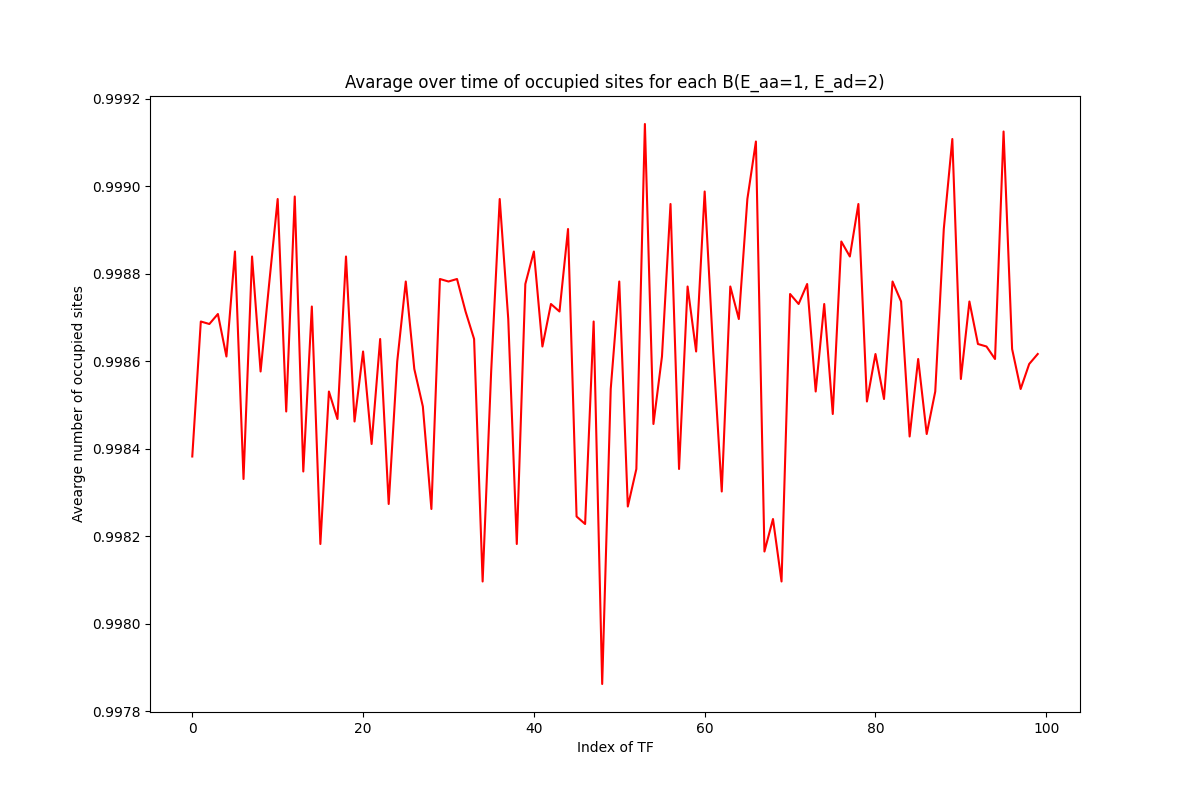 Avarage over time of occupied sites for each B(E_aa=1, E_ad=2)
0.9992
0.9990
0.9988
0.9986
0.9984
0.9982
0.9980
0.9978
Avearge number of occupied sites
0 20 40 60 80 100
Index of TF